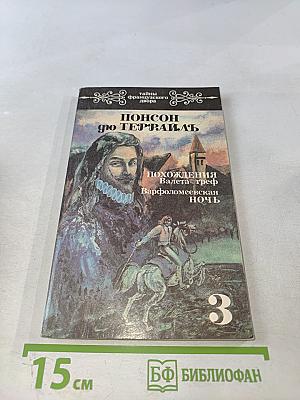 тайны
французского
двора
ПОНСОН
дю ТЕРРАЙЛЬ
ПОХОЖДЕНИЯ
Валета треф
Варфоломеевская
НОЧЬ
3
15 см
БФ БИБЛИОФАН